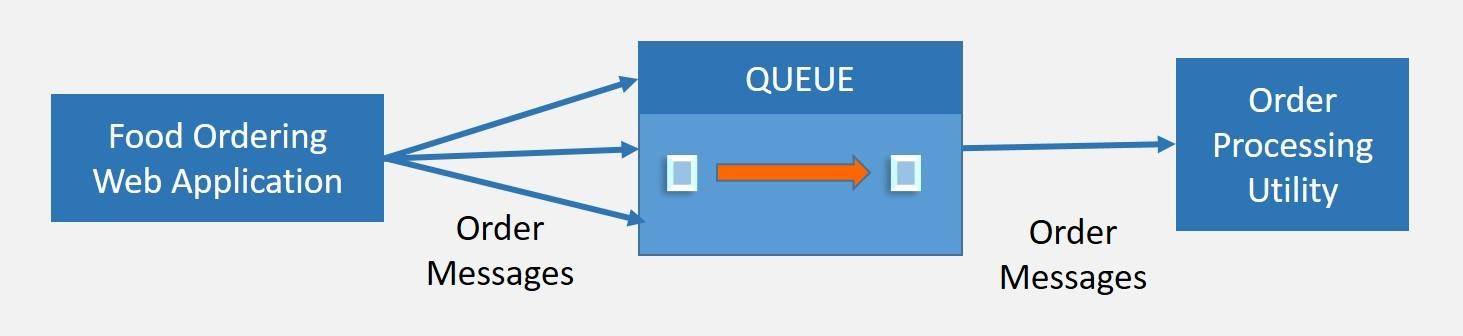 Food Ordering
Web Application
Order
Messages
QUEUE
Order
Messages
Order
Processing
Utility